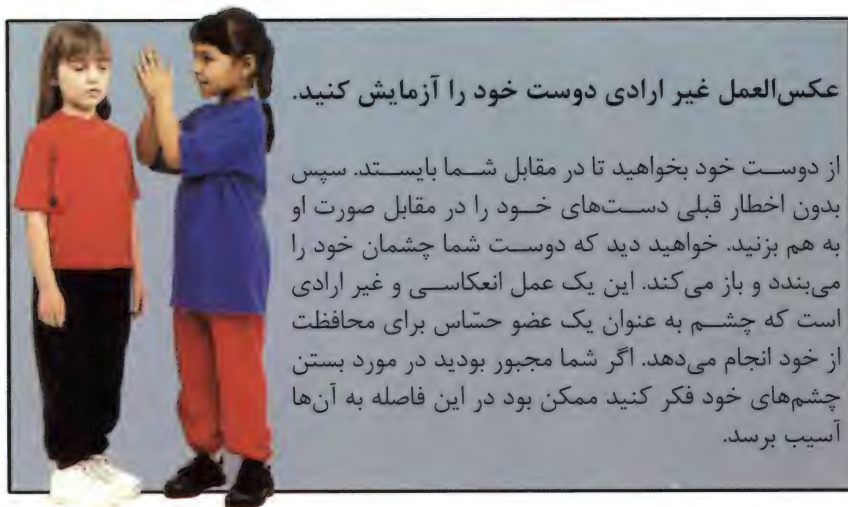 عکس‌العمل غیر ارادی دوست خود را آزمایش کنید.
از دوست خود بخواهید تا در مقابل شما بایستد. سپس
بدون اخطار قبلی دست‌های خود را در مقابل صورت او
به هم بزنید. خواهید دید که دوست شما چشمان خود را
می‌بندد و باز می‌کند. این یک عمل انعکاسی و غیر ارادی
است که چشم به عنوان یک عضو حسّاس برای محافظت
از خود انجام می‌دهد. اگر شما مجبور بودید در مورد بستن
چشم‌های خود فکر کنید ممکن بود در این فاصله به آن‌ها
آسیب برسد.